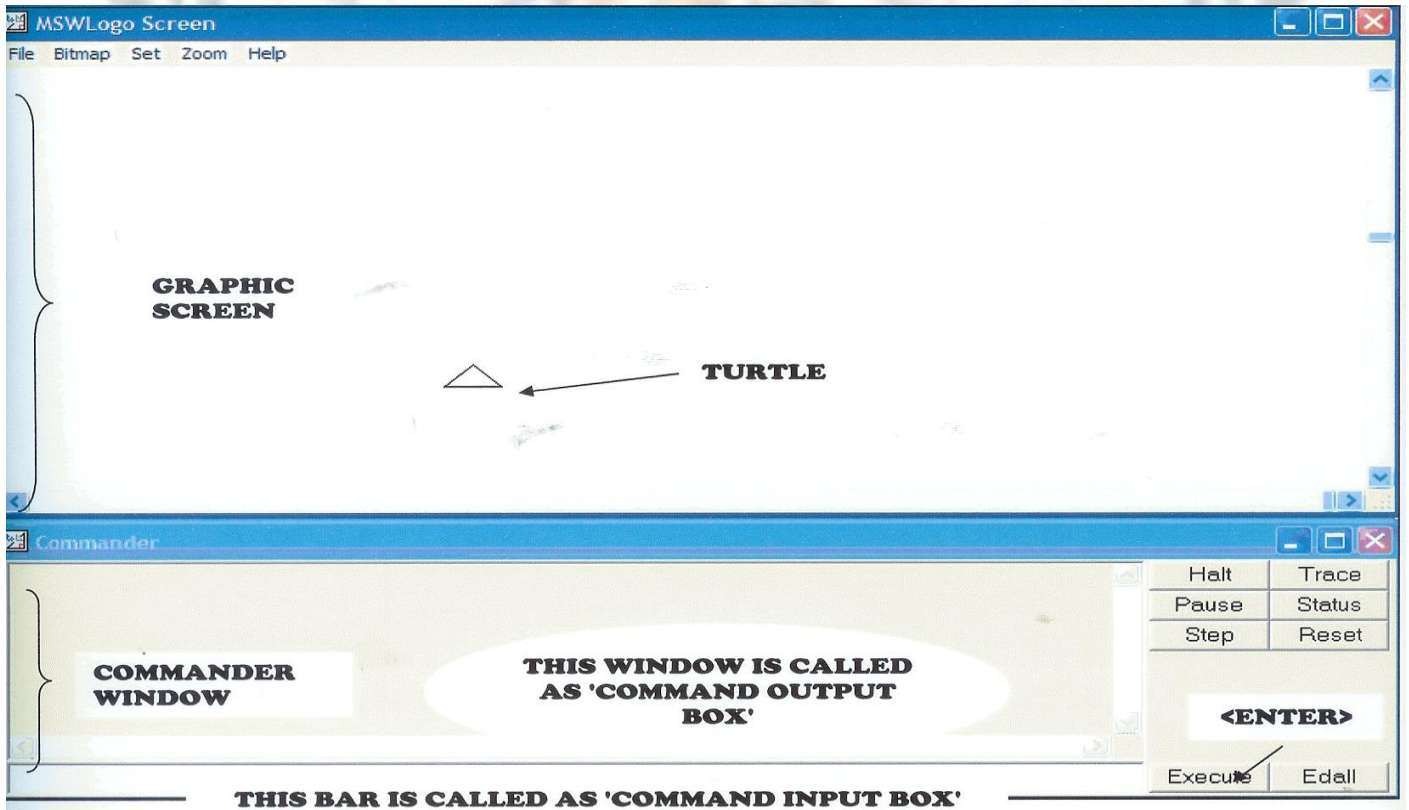 MSWLogo Screen
File Bitmap Set Zoom Help
GRAPHIC
SCREEN
TURTLE
Commander
Halt Trace
Pause Status
Step Reset
COMMANDER
WINDOW
THIS WINDOW IS CALLED
AS 'COMMAND OUTPUT
BOX'
<ENTER>
Execute Edall
THIS BAR IS CALLED AS 'COMMAND INPUT BOX'